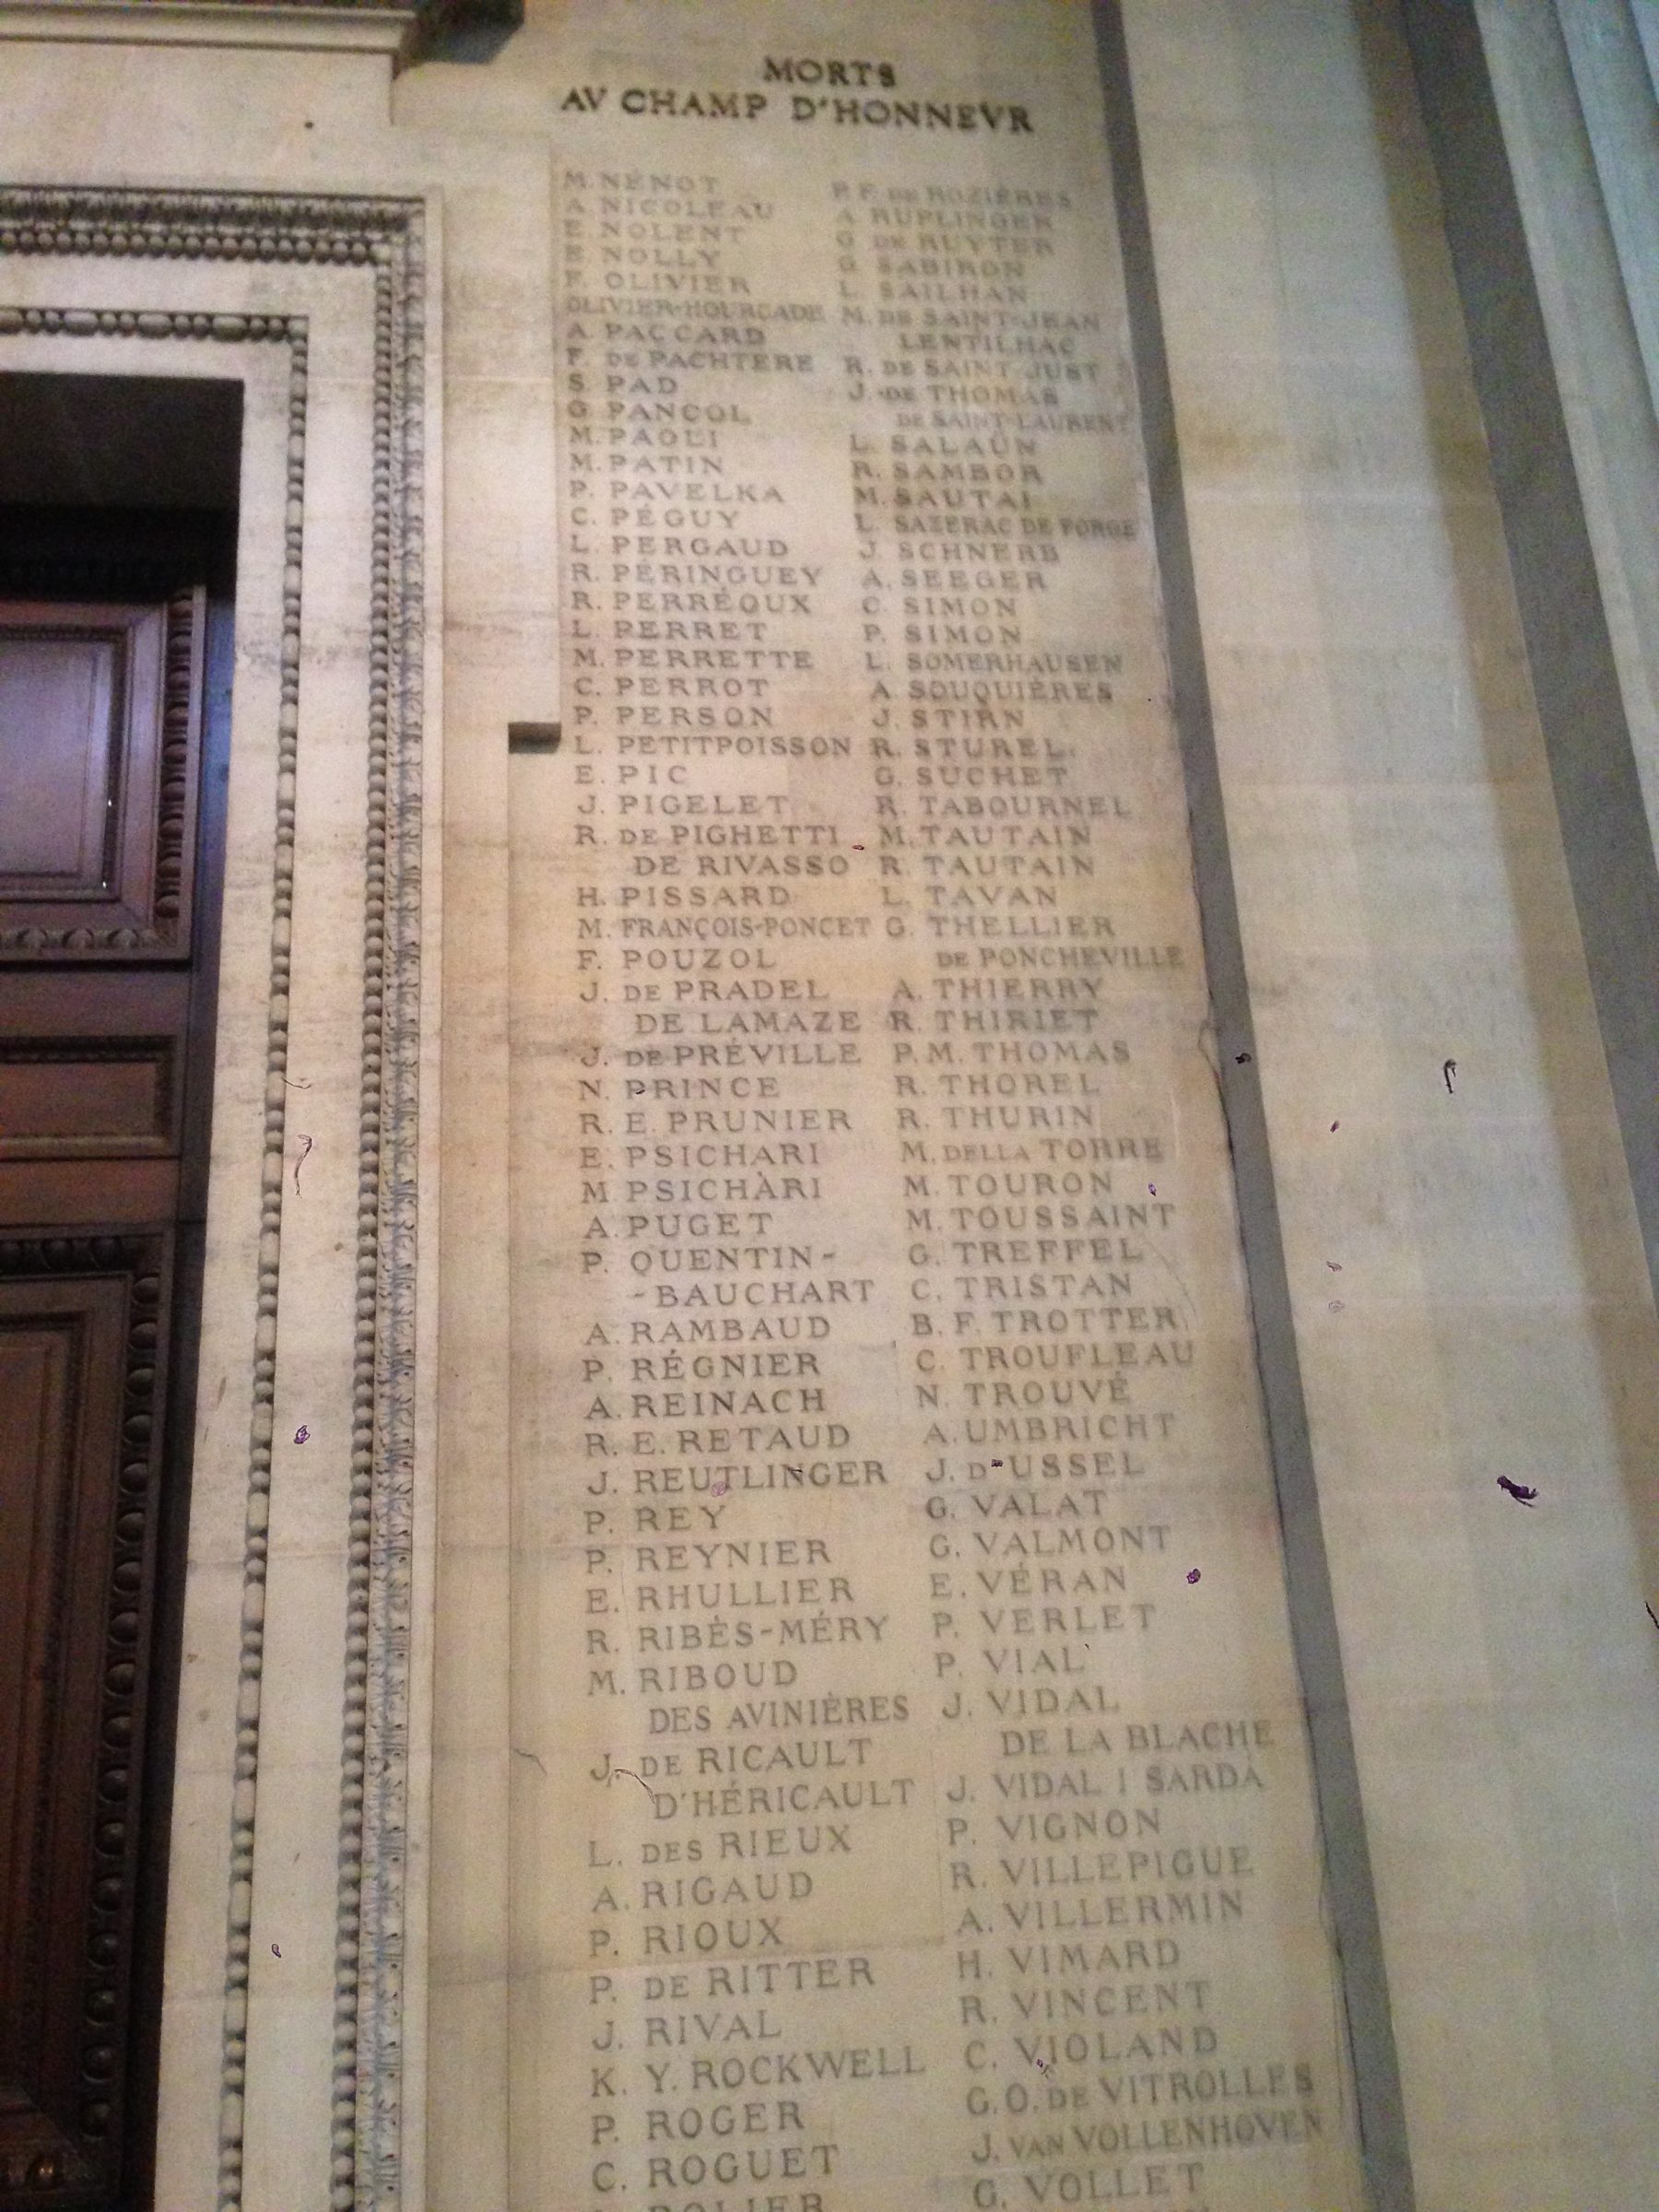 MORTS
AV CHAMP D'HONNEVR
M. NÉNOT
A. NICOLEAU
E. NOLENT
E. NOLLY
F. OLIVIER
OLIVIER-HOURCADE
A. PACCARD
F. DE PACHTERE
S. PAD
G. PANCOL
M. PAOLI
M. PATIN
P. PAVELKA
C. PÉGUY
L. PERGAUD
R. PERINGUEY
R. PERRÉOUX
L. PERRET
M. PERRETTE
C. PERROT
P. PERSON
L. PETITPOISSON
E. PIC
J. PIGELET
R. DE PIGHETTI
DE RIVASSO
H. PISSARD
M. FRANÇOIS-PONCET
F. POUZOL
J. DE PRADEL
DE LAMAZE
J. DE PRÉVILLE
N. PRINCE
R. E. PRUNIER
E. PSICHARI
M PSICHARI
A. PUGET
P. QUENTIN-
-BAUCHART
A. RAMBAUD
P. RÉGNIER
A. REINACH
R. E. RETAUD
J. REUTLINGER
P. REY
P. REYNIER
E. RHULLIER
R. RIBÈS-MÉRY
M. RIBOUD
DES AVINIÈRES
J. DE RICAULT
D'HÉRICAULT
L. DES RIEUX
A. RIGAUD
P. RIOUX
P. DE RITTER
J. RIVAL
K. Y. ROCKWELL
P. ROGER
C. ROGUET
ROLIER
P. F. DE ROZIÈRES
A RUPLINGER
G DE RUYTER
G. SABIRON
L. SAILHAN
M. DE SAINT-JEAN
LENTILHAC
R. DE SAINT JUST
J. DE THOMAS
DE SAINT-LAURENT
L. SALAÜN
R. SAMBOR
M. SAUTAI
L. SAZERAC DE FORGE
J. SCHNERB
A. SEEGER
C. SIMON
P. SIMON
L. SOMERHAUSEN
A SOUQUIÈRES
J. STIRN
R. STUREL
G. SUCHET
R. TABOURNEL
M. TAUTAIN
R. TAUTAIN
L. TAVAN
G. THELLIER
DE PONCHEVILLE
A. THIERRY
R. THIRIET
P. M. THOMAS
R. THOREL
R. THURIN
M. DELLA TORRE
M. TOURON
M. TOUSSAINT
G. TREFFEL
C. TRISTAN
B. F. TROTTER
C. TROUFLEAU
N. TROUVÉ
A. UMBRICHT
J. D'USSEL
G. VALAT
G. VALMONT
E. VÉRAN
P. VERLET
P. VIAL
J. VIDAL
DE LA BLACHE
J. VIDAL I SARDÀ
P. VIGNON
R. VILLEPIGUE
A. VILLERMIN
H. VIMARD
R. VINCENT
C. VIOLAND
G. O. DE VITROLLES
J. VAN VOLLENHOVEN
G. VOLLET